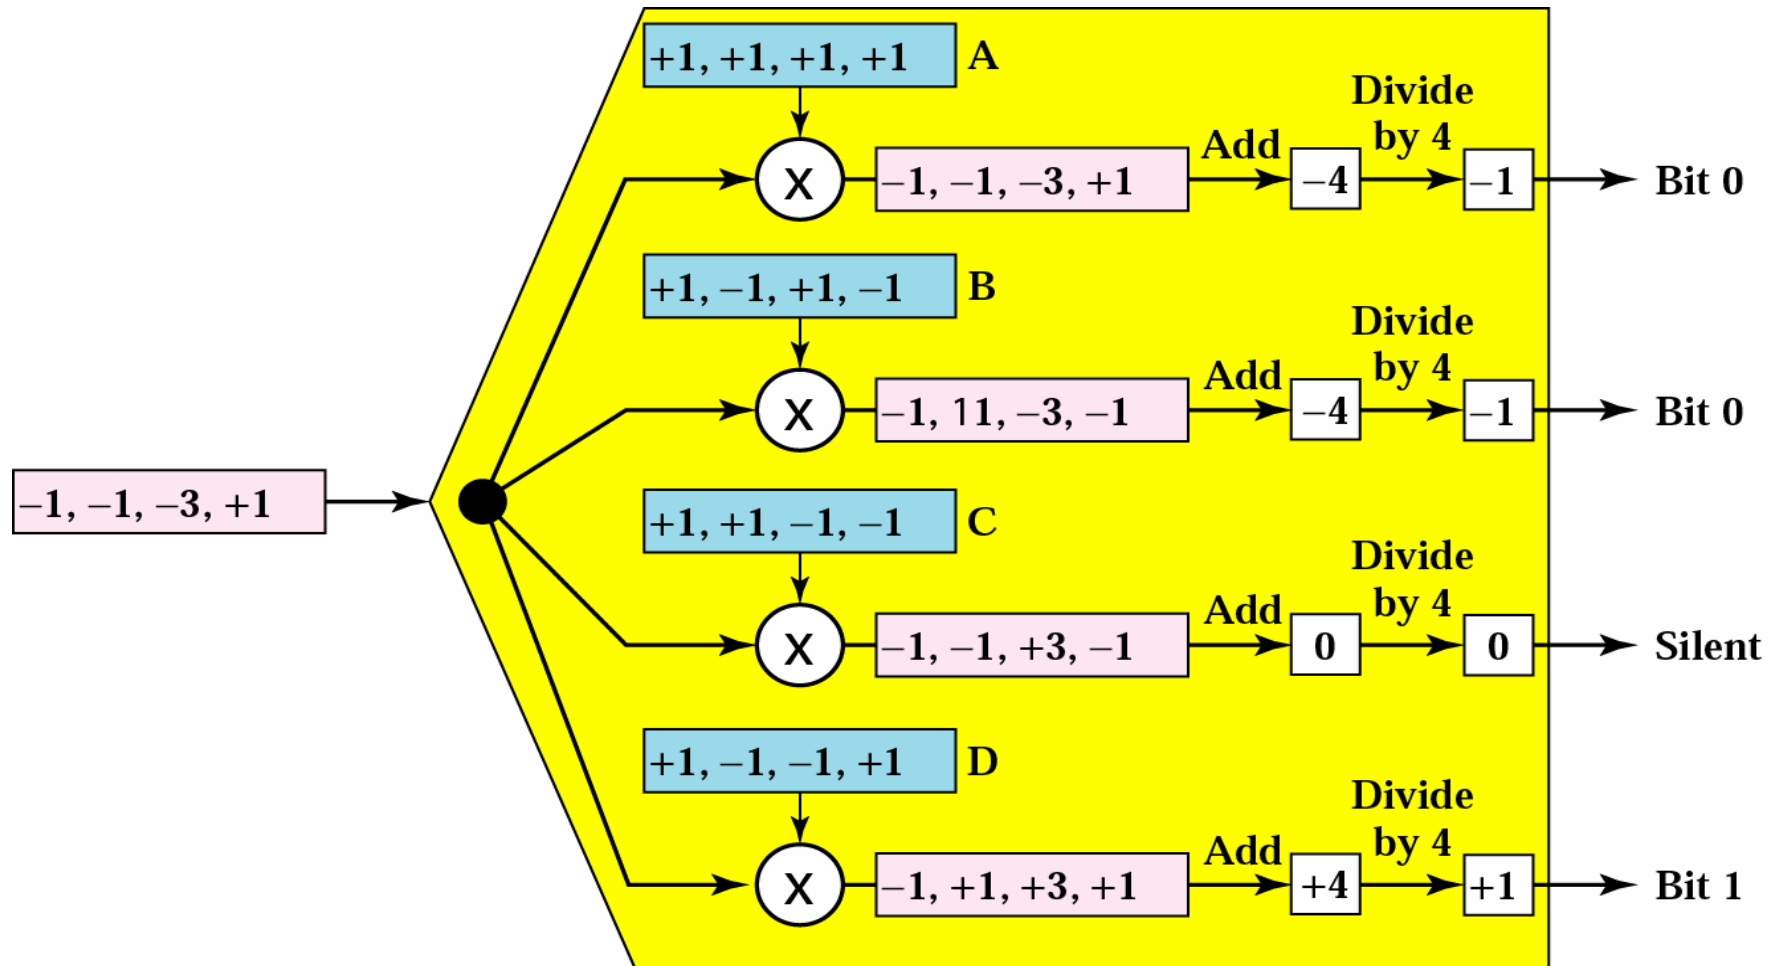 +1, +1, +1, +1 A
Divide
by 4
Add
X
−1, −1, −3, +1
−4
−1
Bit 0
+1, −1, +1, −1 B
Divide
by 4
Add
X
−1, 11, −3, −1
−4
−1
Bit 0
−1, −1, −3, +1
+1, +1, −1, −1 C
Divide
by 4
Add
X
−1, −1, +3, −1
0
0
Silent
+1, −1, −1, +1 D
Divide
by 4
Add
X
−1, +1, +3, +1
+4
+1
Bit 1